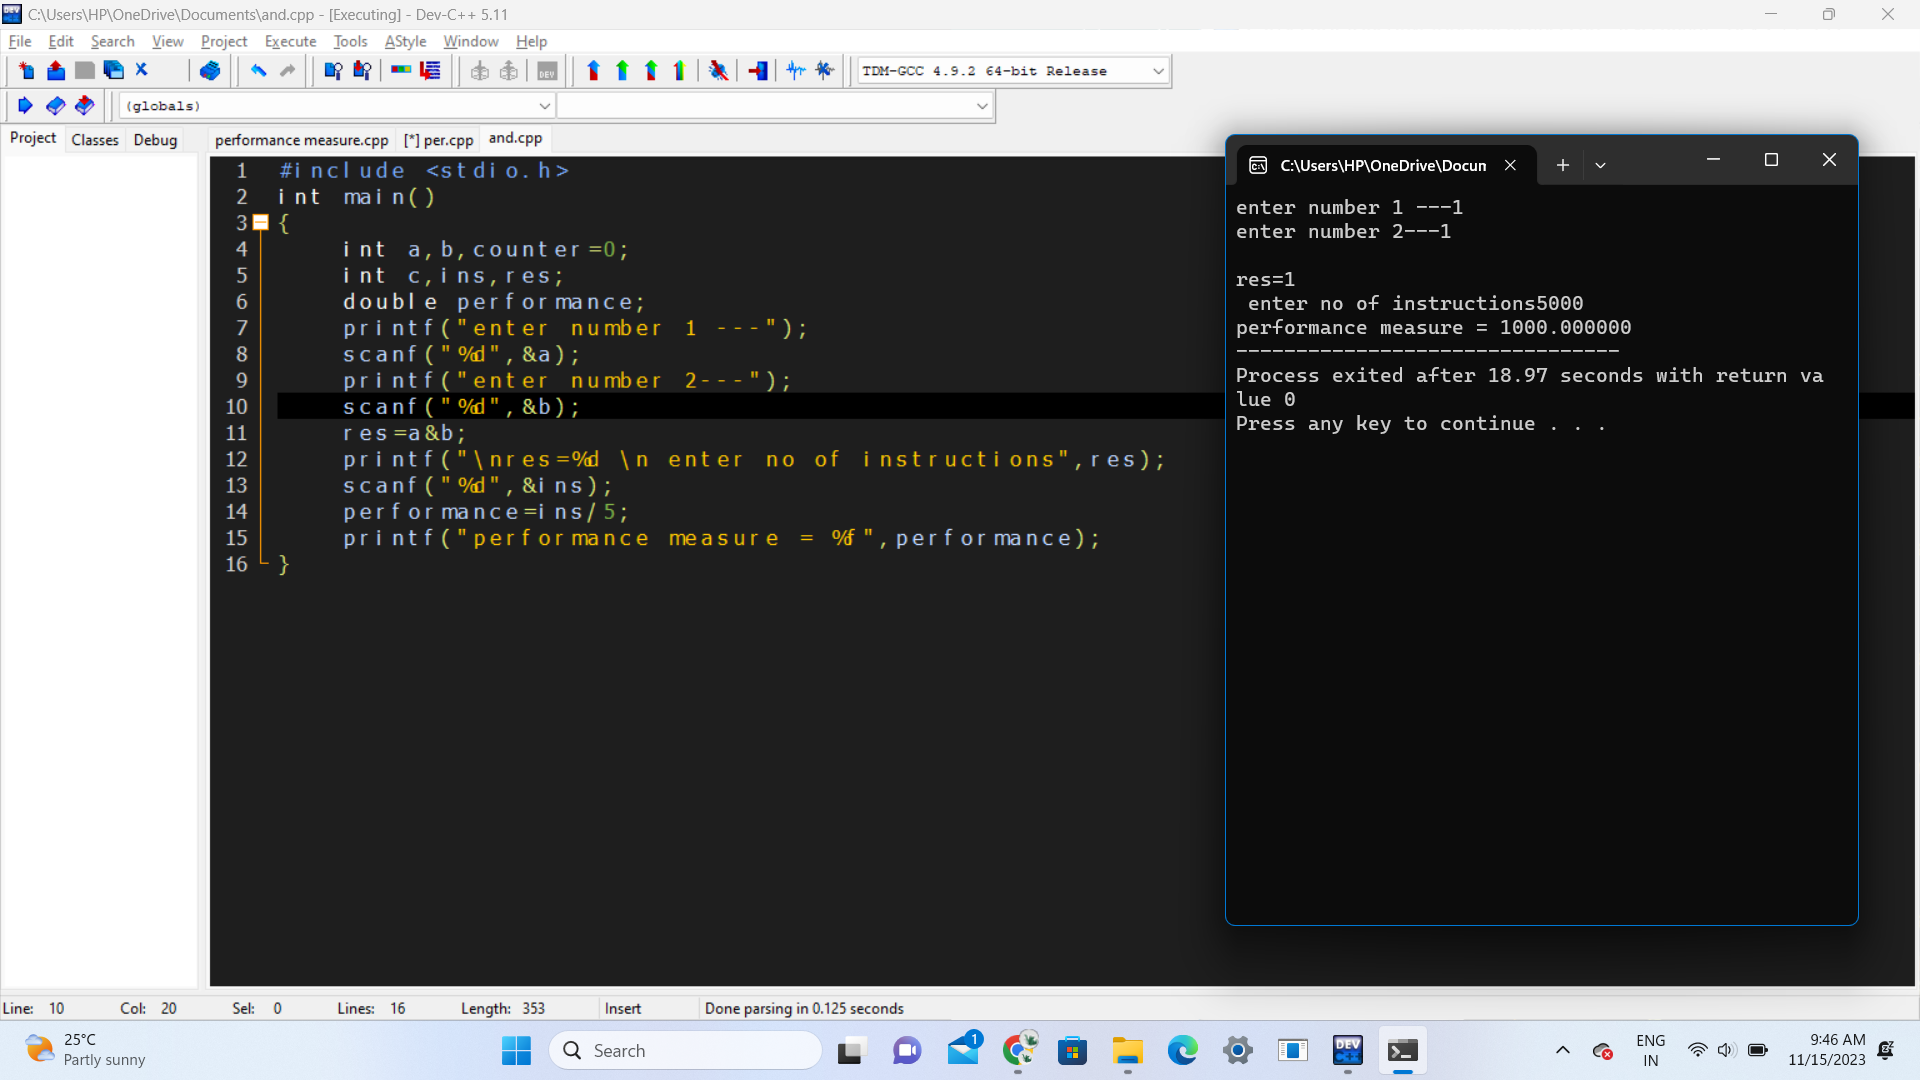 C:\Users\HP\OneDrive\Documents\and.cpp - [Executing] - Dev-C++ 5.11
File Edit Search View Project Execute Tools AStyle Window Help
TDM-GCC 4.9.2 64-bit Release
(globals)
Project Classes Debug
performance measure.cpp [*] per.cpp and.cpp
1 #include <stdio.h>
2 int main()
3 {
4 int a,b,counter=0;
5 int c,ins,res;
6 double performance;
7 printf("enter number 1 ---");
8 scanf("%d",&a);
9 printf("enter number 2---");
10 scanf("%d",&b);
11 res=a&b;
12 printf("\nres=%d \n enter no of instructions",res);
13 scanf("%d",&ins);
14 performance=ins/5;
15 printf("performance measure = %f",performance);
16 }
C:\Users\HP\OneDrive\Docun
enter number 1 ---1
enter number 2---1
res=1
enter no of instructions5000
performance measure = 1000.000000
--------------------------------
Process exited after 18.97 seconds with return va
lue 0
Press any key to continue . . .
Line: 10 Col: 20 Sel: 0 Lines: 16 Length: 353 Insert Done parsing in 0.125 seconds
25°C
Partly sunny
Search
1
DEV
C++
ENG
IN
9:46 AM
11/15/2023